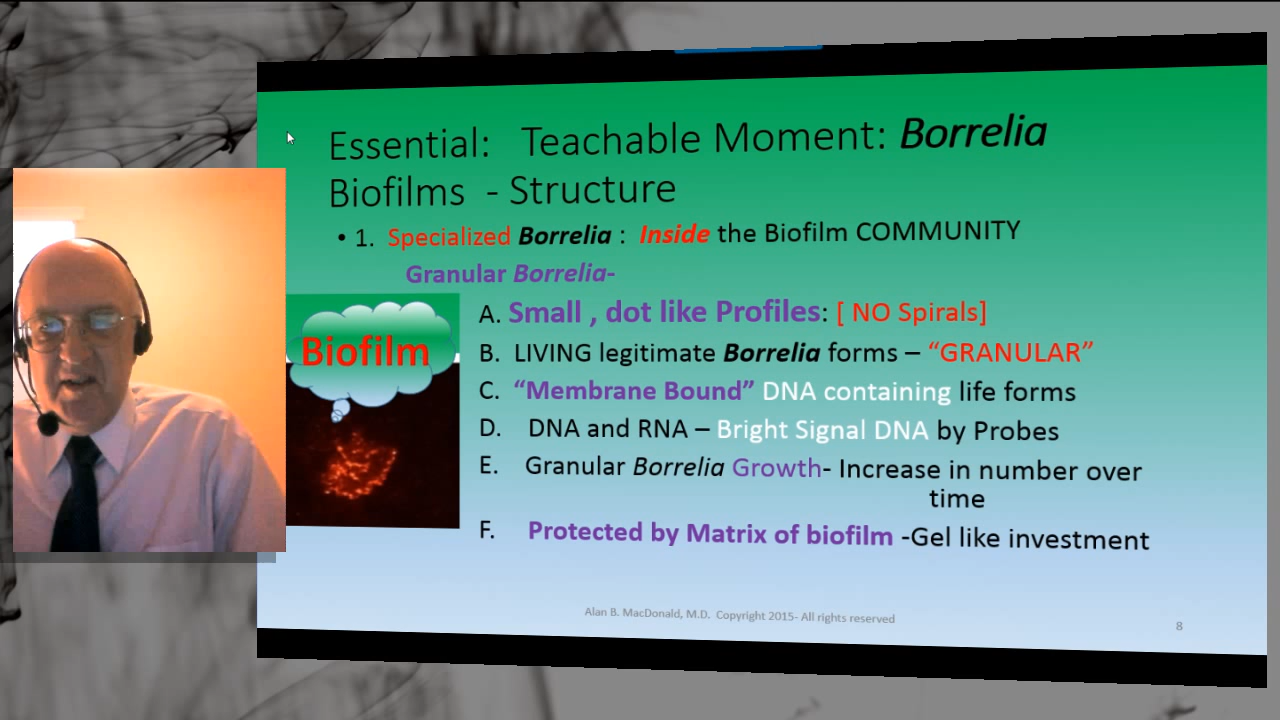 Essential: Teachable Moment: Borrelia
Biofilms - Structure
• 1. Specialized Borrelia : Inside the Biofilm COMMUNITY
Granular Borrelia-
Biofilm
A. Small , dot like Profiles: [ NO Spirals]
B. LIVING legitimate Borrelia forms – “GRANULAR”
C. “Membrane Bound” DNA containing life forms
D. DNA and RNA – Bright Signal DNA by Probes
E. Granular Borrelia Growth- Increase in number over
time
F. Protected by Matrix of biofilm -Gel like investment
Alan B. MacDonald, M.D. Copyright 2015- All rights reserved
8